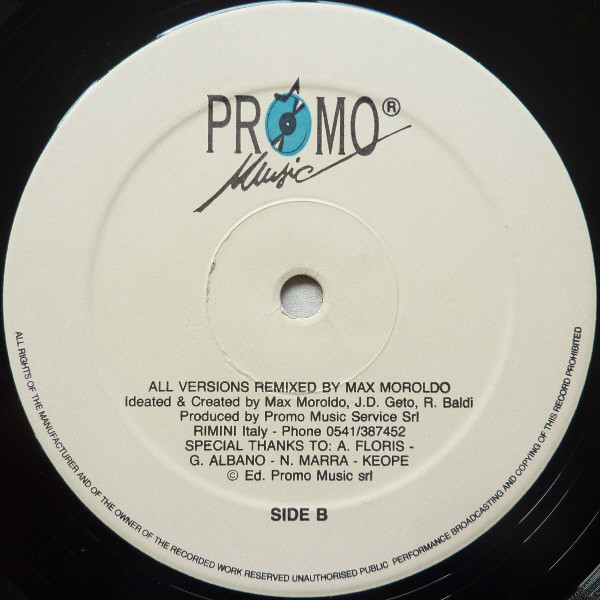 PROMO®
Music
ALL VERSIONS REMIXED BY MAX MOROLDO
Ideated & Created by Max Moroldo, J.D. Geto, R. Baldi
Produced by Promo Music Service Srl
RIMINI Italy - Phone 0541/387452
SPECIAL THANKS TO: A. FLORIS -
G. ALBANO - N. MARRA - KEOPE
© Ed. Promo Music srl
SIDE B
ALL RIGHTS OF THE MANUFACTURER AND OF THE OWNER OF THE RECORDED WORK RESERVED UNAUTHORISED PUBLIC PERFORMANCE BROADCASTING AND COPYING OF THIS RECORD PROHIBITED